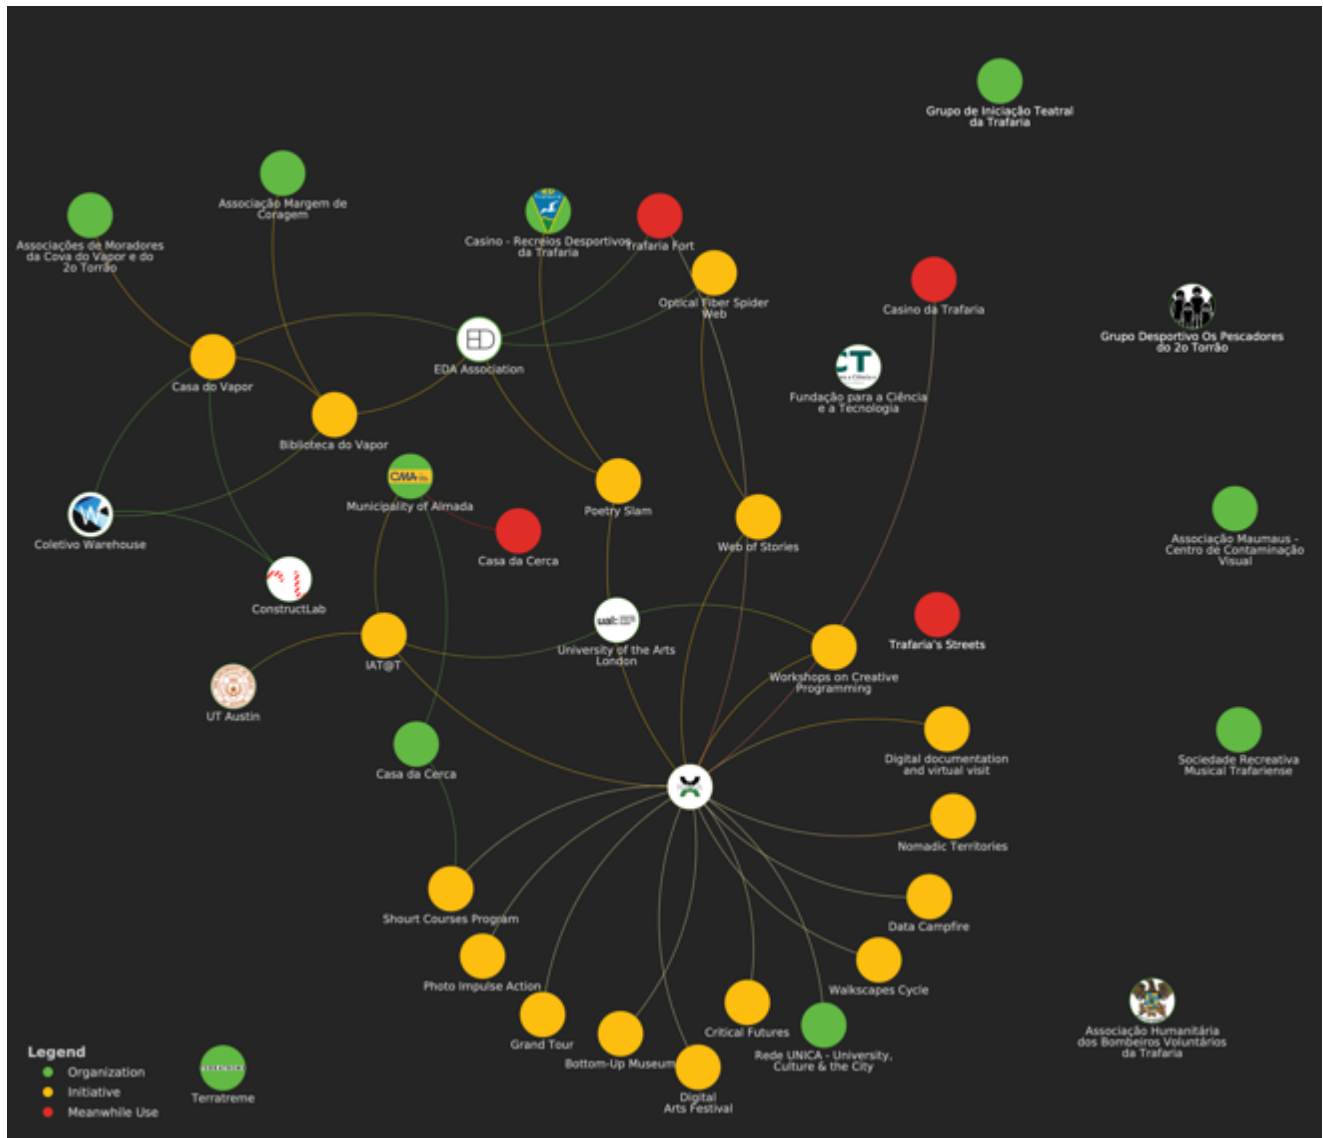 Grupo de Iniciação Teatral
da Trafaria
Associação Margem de
Coragem
Associações de Moradores
da Cova do Vapor e do
2o Torrão
Casino - Recreios Desportivos
da Trafaria
Trafaria Fort
Optical Fiber Spider
Web
Casino da Trafaria
Grupo Desportivo Os Pescadores
do 2o Torrão
ED
EDA Association
Casa do Vapor
CT
Fundação para a Ciência
e a Tecnologia
Biblioteca do Vapor
CMA
Municipality of Almada
Poetry Slam
Web of Stories
Casa da Cerca
W
Coletivo Warehouse
Associação Maumaus -
Centro de Contaminação
Visual
ConstructLab
ual:
University of the Arts
London
Trafaria's Streets
IAT@T
Workshops on Creative
Programming
UT Austin
Casa da Cerca
Digital documentation
and virtual visit
Sociedade Recreativa
Musical Trafariense
Nomadic Territories
Shourt Courses Program
Data Campfire
Photo Impulse Action
Walkscapes Cycle
Grand Tour
Critical Futures
Bottom-Up Museum
Rede UNICA - University,
Culture & the City
Digital
Arts Festival
Associação Humanitária
dos Bombeiros Voluntários
da Trafaria
Legend
Organization
Initiative
Meanwhile Use
Terratreme